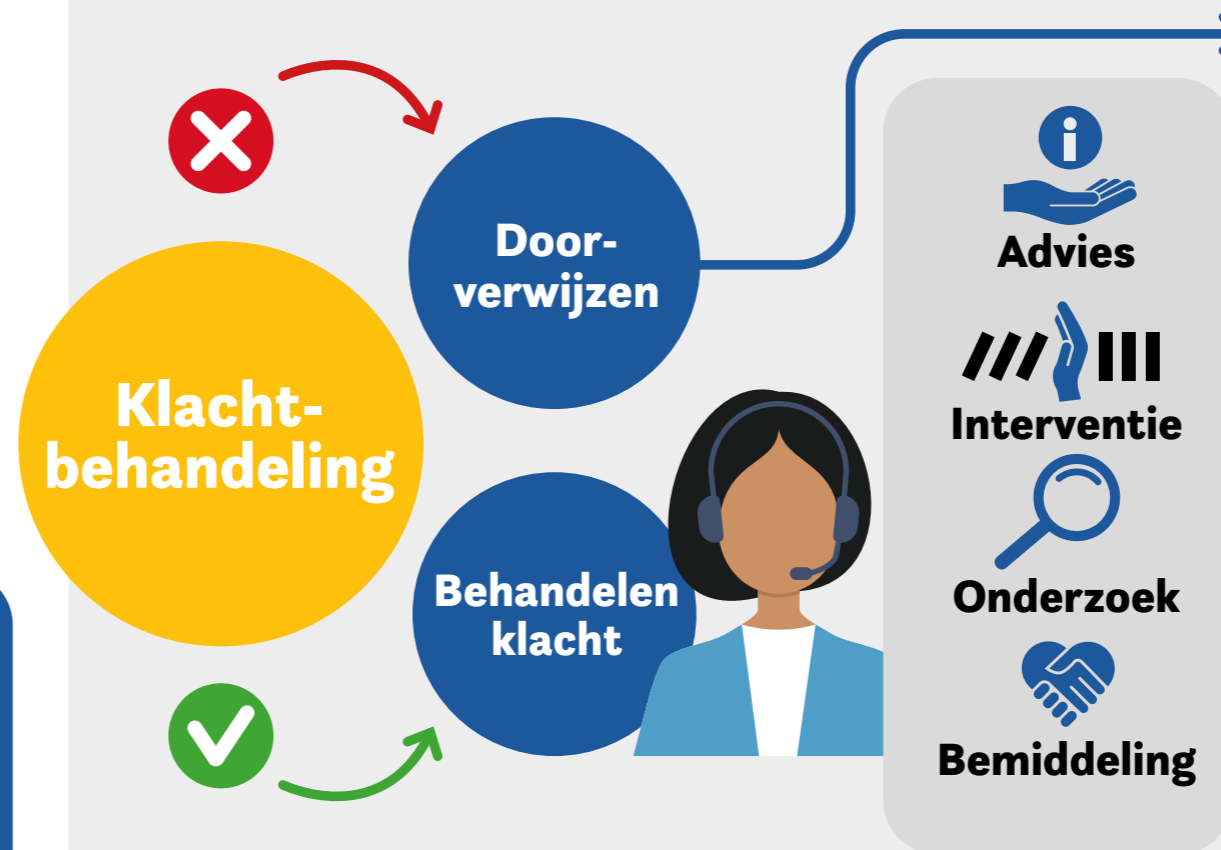 Klacht-
behandeling
Door-
verwijzen
Behandelen
klacht
Advies
Interventie
Onderzoek
Bemiddeling